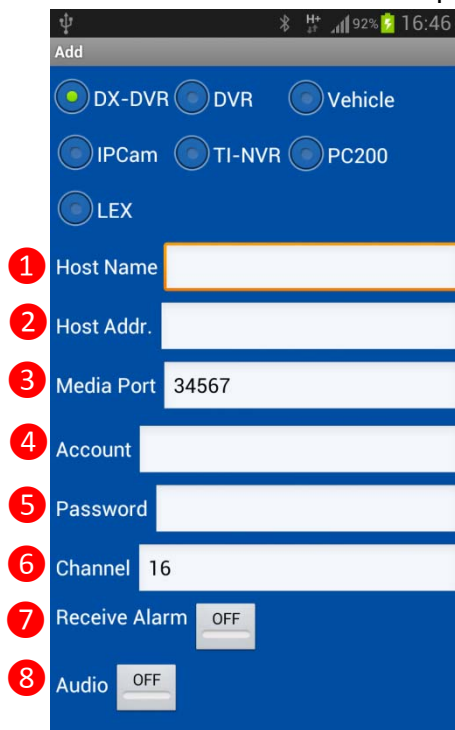 H+ 92% 16:46
Add
DX-DVR DVR Vehicle
IPCam TI-NVR PC200
LEX
1 Host Name
2 Host Addr.
3 Media Port 34567
4 Account
5 Password
6 Channel 16
7 Receive Alarm OFF
8 Audio OFF